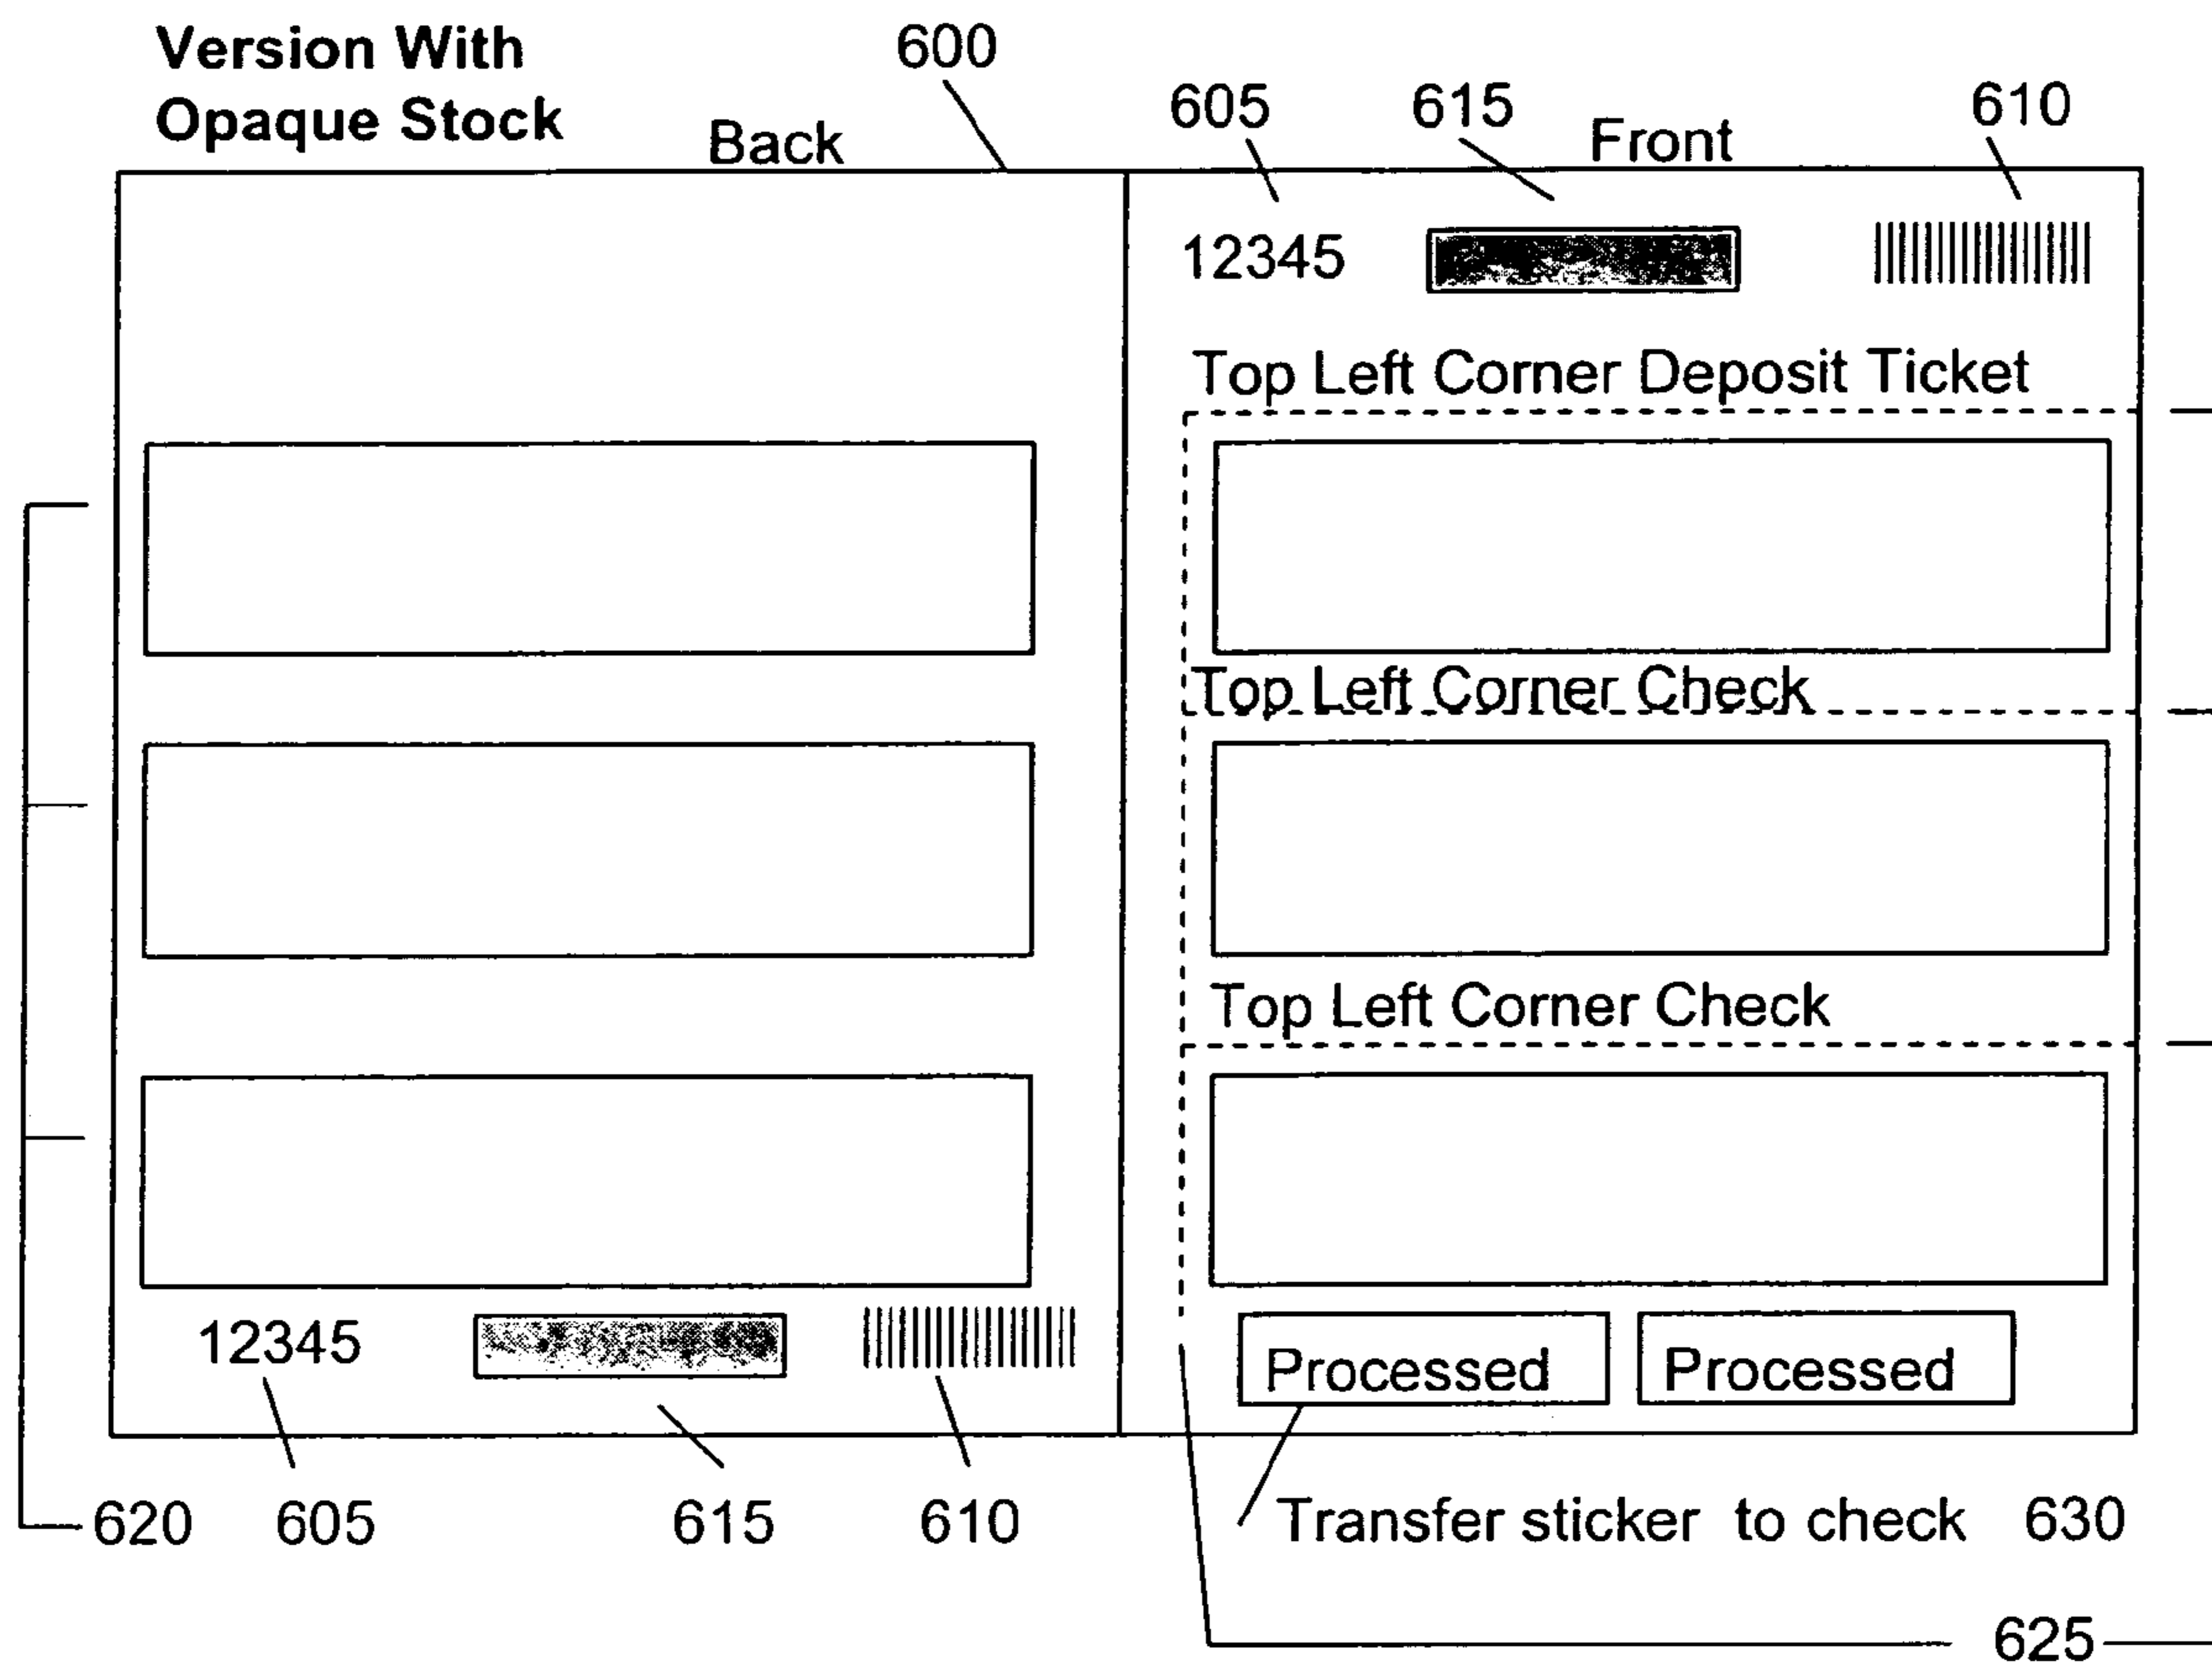 Version With
Opaque Stock
600
Back
605
615
Front
610
12345
Top Left Corner Deposit Ticket
Top Left Corner Check
Top Left Corner Check
12345
Processed
Processed
620
605
615
610
Transfer sticker to check
630
625